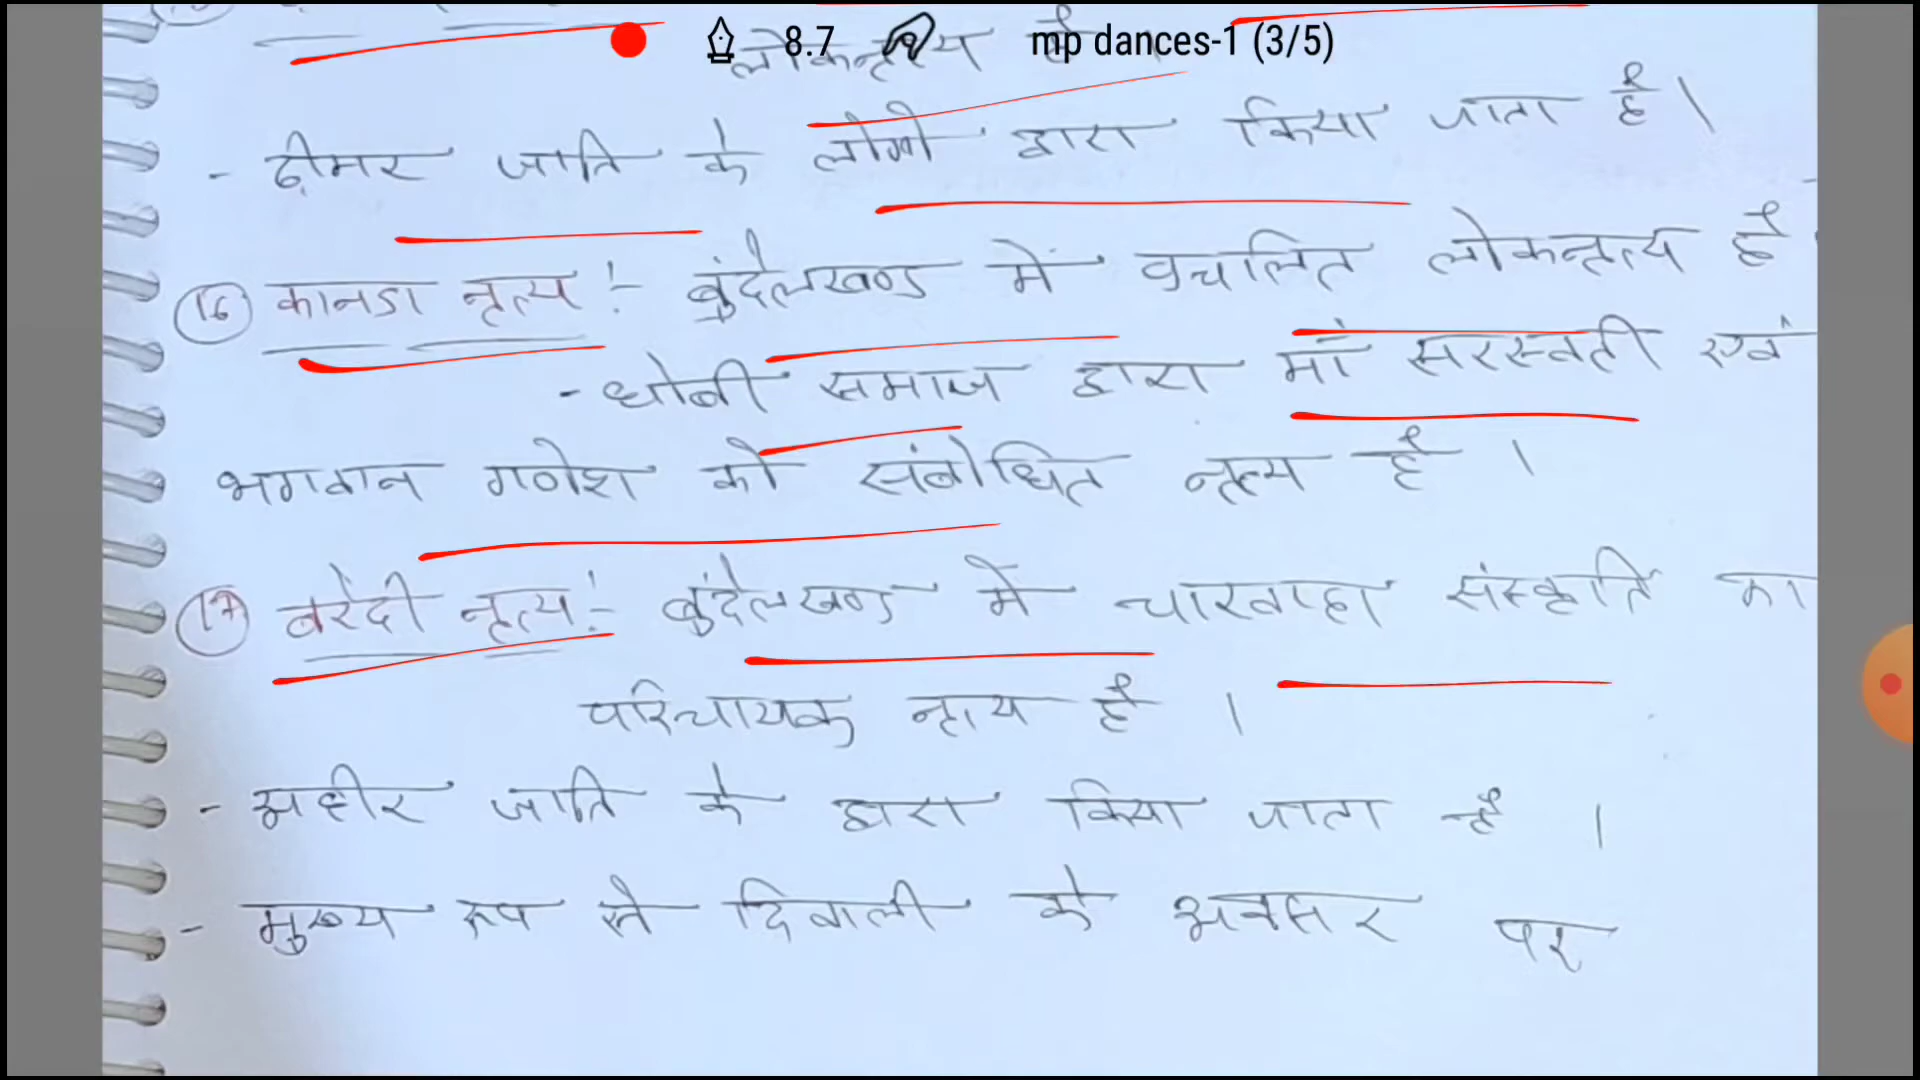 8.7 mp dances-1 (3/5)
लोकनृत्य है
- ढीमर जाति के लोगो द्वारा किया जाता है।
16 कानडा नृत्य :- बुंदेलखण्ड में प्रचलित लोकनृत्य है
- धोबी समाज द्वारा माँ सरस्वती एवं
भगवान गणेश को संबोधित नृत्य है ।
17 बरेदी नृत्य :- बुंदेलखण्ड में चारवाहा संस्कृति का
परिचायक नृत्य है ।
- अहीर जाति के द्वारा किया जाता है ।
- मुख्य रूप से दिवाली के अवसर पर